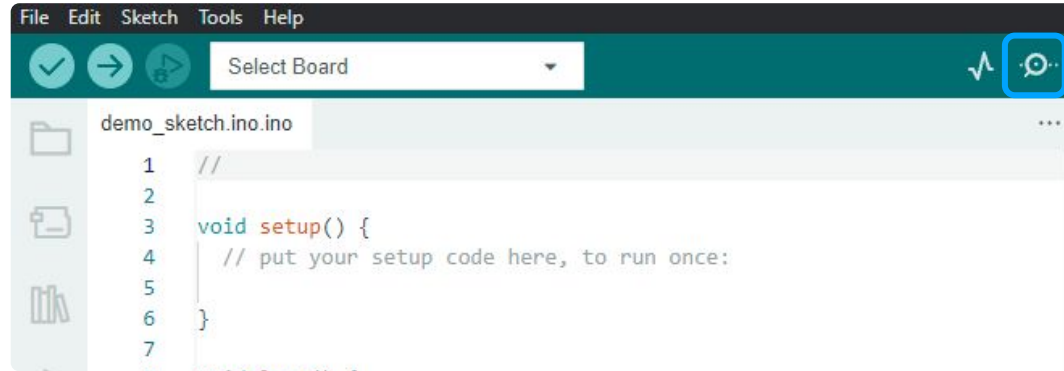 File Edit Sketch Tools Help
Select Board
demo_sketch.ino.ino
1 //
2
3 void setup() {
4 // put your setup code here, to run once:
5
6 }
7